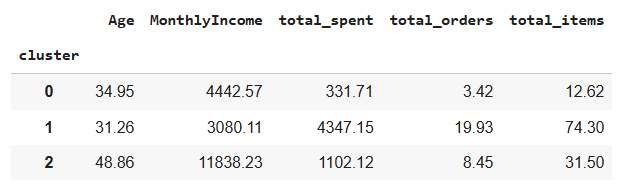 Age MonthlyIncome total_spent total_orders total_items
cluster
0 34.95 4442.57 331.71 3.42 12.62
1 31.26 3080.11 4347.15 19.93 74.30
2 48.86 11838.23 1102.12 8.45 31.50